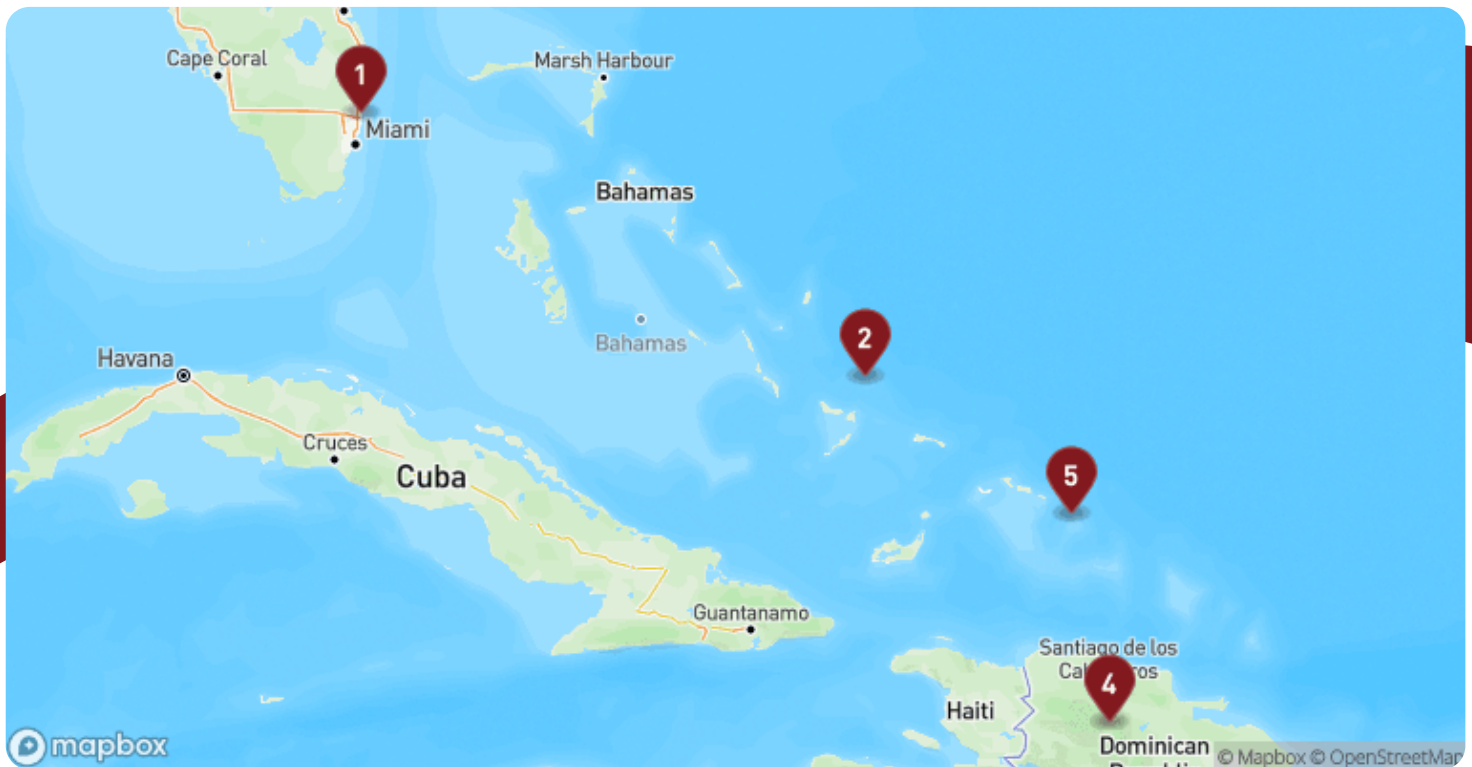 Cape Coral
1
Marsh Harbour
Miami
Bahamas
2
Bahamas
Havana
Cruces
Cuba
5
Guantanamo
Santiago de los
4
Haiti
Dominican
mapbox
© Mapbox © OpenStreetMap